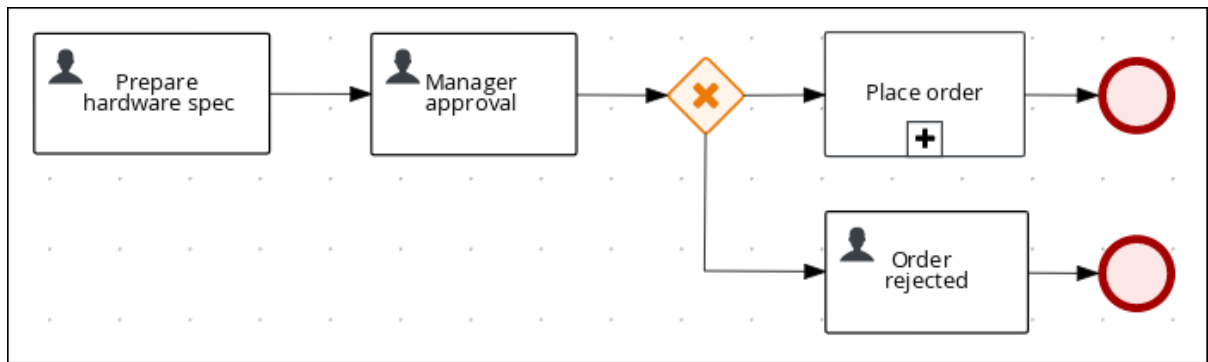 Prepare
hardware spec
Manager
approval
Place order
Order
rejected